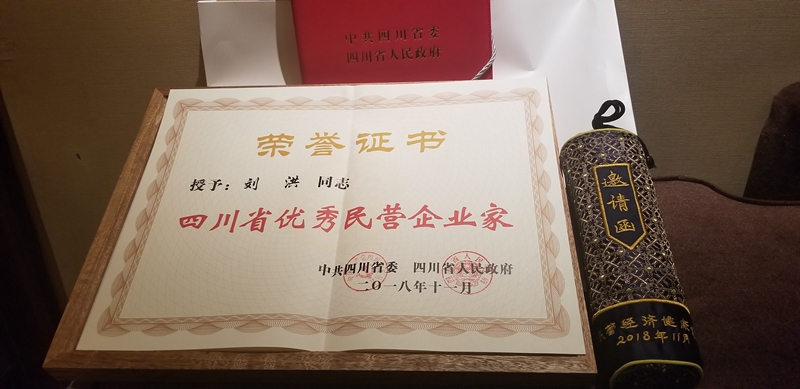 中共四川省委
四川省人民政府
荣誉证书
授予：刘 洪 同志
四川省优秀民营企业家
中共四川省委 四川省人民政府
二〇一八年十一月
邀请函
营经济健
2018年11月